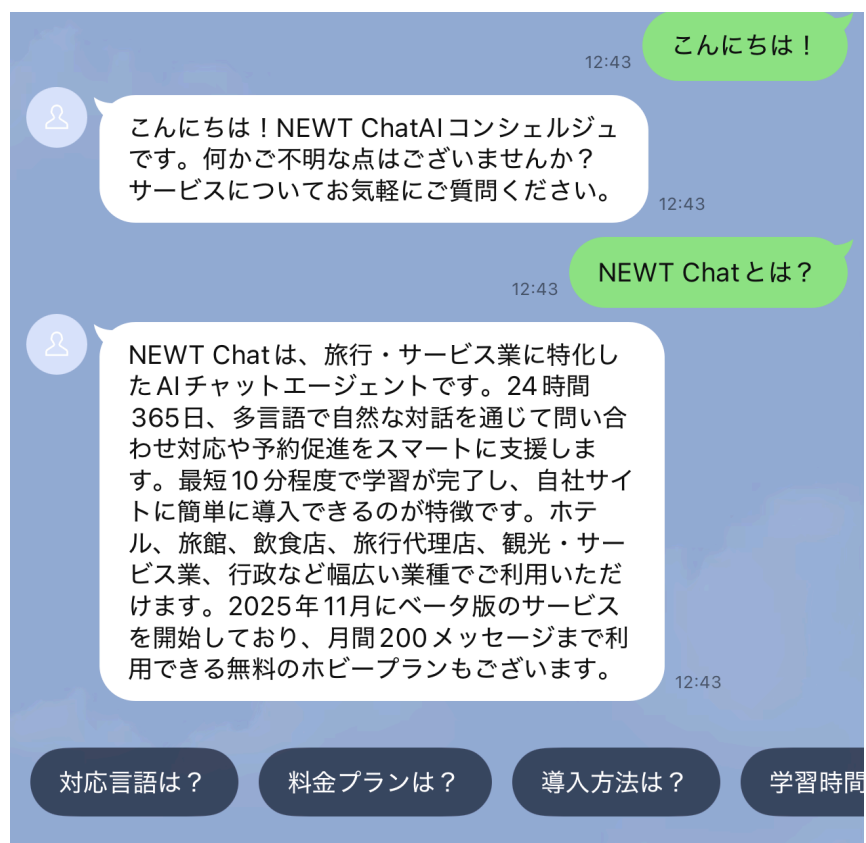 こんにちは！
12:43
こんにちは！NEWT ChatAIコンシェルジュ
です。何かご不明な点はございませんか？
サービスについてお気軽にご質問ください。
12:43
NEWT Chatとは？
12:43
NEWT Chatは、旅行・サービス業に特化し
たAIチャットエージェントです。24時間
365日、多言語で自然な対話を通じて問い合
わせ対応や予約促進をスマートに支援しま
す。最短10分程度で学習が完了し、自社サイ
トに簡単に導入できるのが特徴です。ホテ
ル、旅館、飲食店、旅行代理店、観光・サー
ビス業、行政など幅広い業種でご利用いただ
けます。2025年11月にベータ版のサービス
を開始しており、月間200メッセージまで利
用できる無料のホビープランもございます。
12:43
対応言語は？
料金プランは？
導入方法は？
学習時間